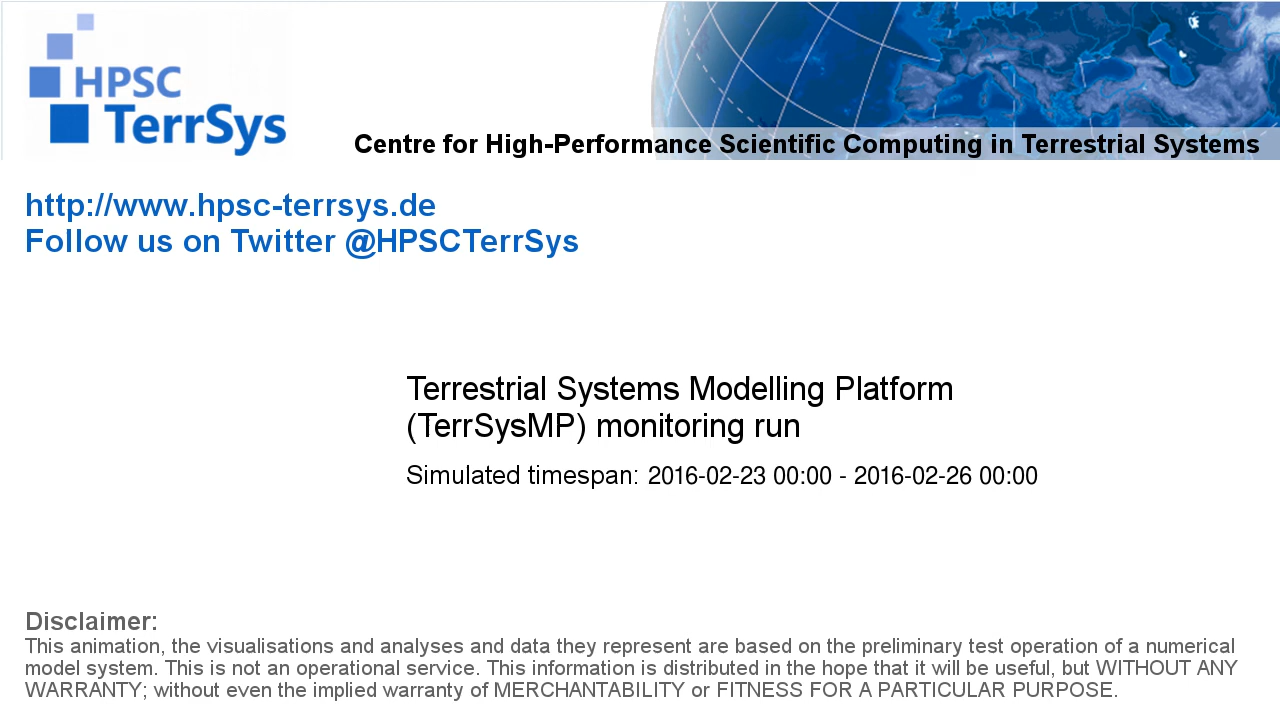 HPSC
TerrSys
Centre for High-Performance Scientific Computing in Terrestrial Systems
http://www.hpsc-terrsys.de
Follow us on Twitter @HPSCTerrSys
Terrestrial Systems Modelling Platform
(TerrSysMP) monitoring run
Simulated timespan: 2016-02-23 00:00 - 2016-02-26 00:00
Disclaimer:
This animation, the visualisations and analyses and data they represent are based on the preliminary test operation of a numerical
model system. This is not an operational service. This information is distributed in the hope that it will be useful, but WITHOUT ANY
WARRANTY; without even the implied warranty of MERCHANTABILITY or FITNESS FOR A PARTICULAR PURPOSE.